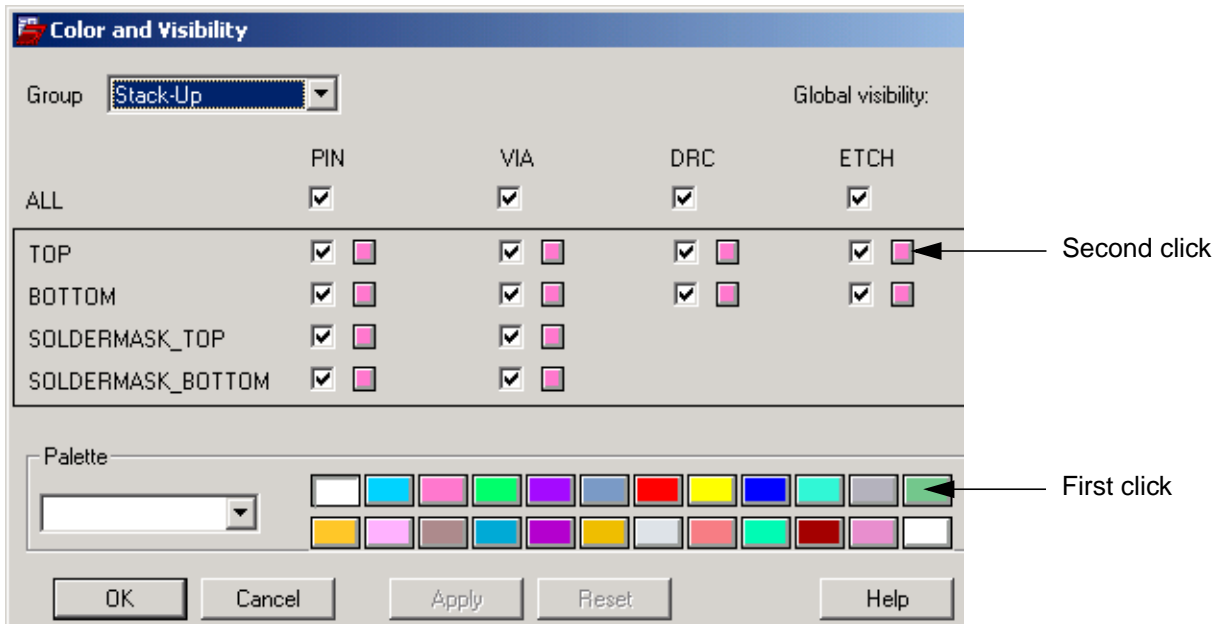 Color and Visibility
Group Stack-Up Global visibility:
PIN VIA DRC ETCH
ALL
TOP Second click
BOTTOM
SOLDERMASK_TOP
SOLDERMASK_BOTTOM
Palette
First click
OK Cancel Apply Reset Help